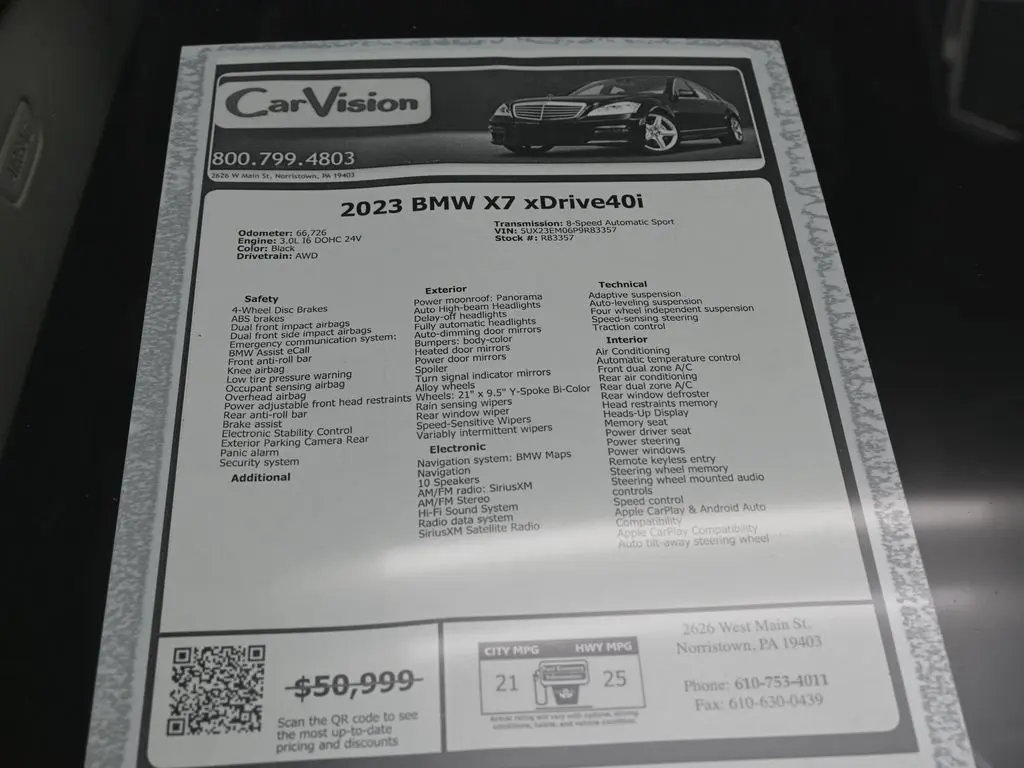 CarVision
800.799.4803
2626 W Main St, Norristown, PA 19403
2023 BMW X7 xDrive40i
Odometer: 66,726
Engine: 3.0L I6 DOHC 24V
Color: Black
Drivetrain: AWD
Transmission: 8-Speed Automatic Sport
VIN: 5UX23EM06P9R83357
Stock #: R83357
Safety
4-Wheel Disc Brakes
ABS brakes
Dual front impact airbags
Dual front side impact airbags
Emergency communication system:
BMW Assist eCall
Front anti-roll bar
Knee airbag
Low tire pressure warning
Occupant sensing airbag
Overhead airbag
Power adjustable front head restraints
Rear anti-roll bar
Brake assist
Electronic Stability Control
Exterior Parking Camera Rear
Panic alarm
Security system
Additional
Exterior
Power moonroof: Panorama
Auto High-beam Headlights
Delay-off headlights
Fully automatic headlights
Auto-dimming door mirrors
Bumpers: body-color
Heated door mirrors
Power door mirrors
Spoiler
Turn signal indicator mirrors
Alloy wheels
Wheels: 21" x 9.5" Y-Spoke Bi-Color
Rain sensing wipers
Rear window wiper
Speed-Sensitive Wipers
Variably intermittent wipers
Electronic
Navigation system: BMW Maps
Navigation
10 Speakers
AM/FM radio: SiriusXM
AM/FM Stereo
Hi-Fi Sound System
Radio data system
SiriusXM Satellite Radio
Technical
Adaptive suspension
Auto-leveling suspension
Four wheel independent suspension
Speed-sensing steering
Traction control
Interior
Air Conditioning
Automatic temperature control
Front dual zone A/C
Rear air conditioning
Rear dual zone A/C
Rear window defroster
Head restraints memory
Heads-Up Display
Memory seat
Power driver seat
Power steering
Power windows
Remote keyless entry
Steering wheel memory
Steering wheel mounted audio
controls
Speed control
Apple CarPlay & Android Auto
Compatibility
Apple CarPlay Compatibility
Auto tilt-away steering wheel
$50,999
Scan the QR code to see
the most up-to-date
pricing and discounts
CITY MPG
HWY MPG
21
25
Actual rating will vary with options, driving
conditions, habits, and vehicle condition.
2626 West Main St.
Norristown, PA 19403
Phone: 610-753-4011
Fax: 610-630-0439